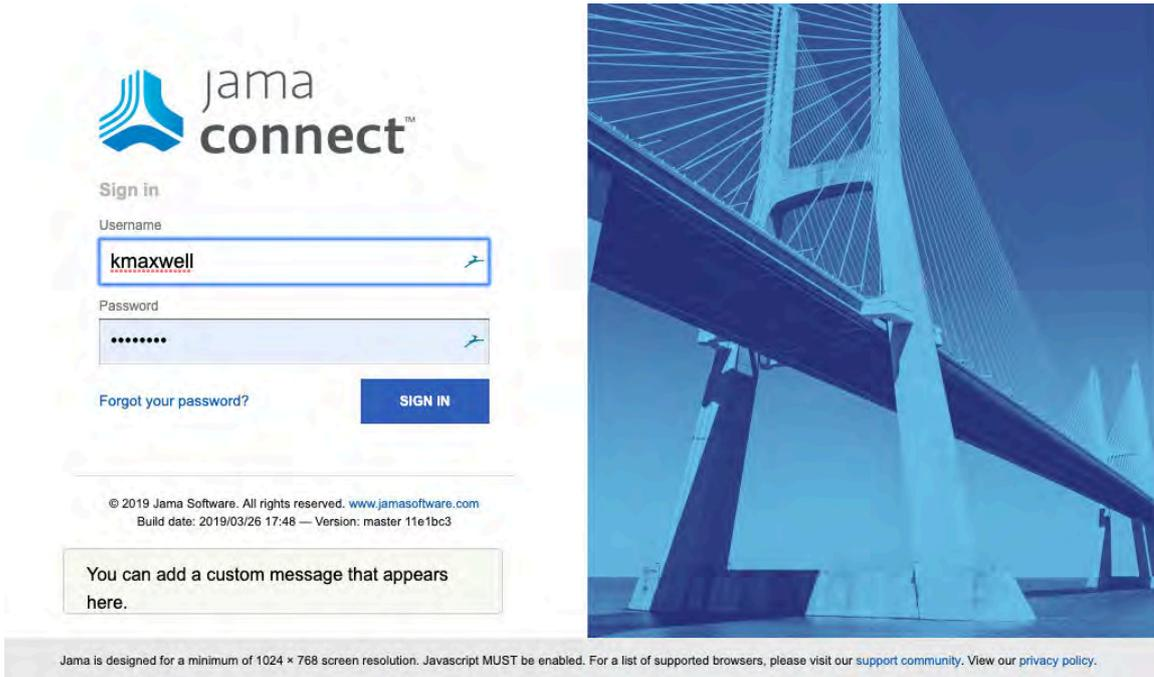 jama
connect™
Sign in
Username
kmaxwell
Password
••••••••
Forgot your password?
SIGN IN
© 2019 Jama Software. All rights reserved. www.jamasoftware.com
Build date: 2019/03/26 17:48 — Version: master 11e1bc3
You can add a custom message that appears
here.
Jama is designed for a minimum of 1024 × 768 screen resolution. Javascript MUST be enabled. For a list of supported browsers, please visit our support community. View our privacy policy.